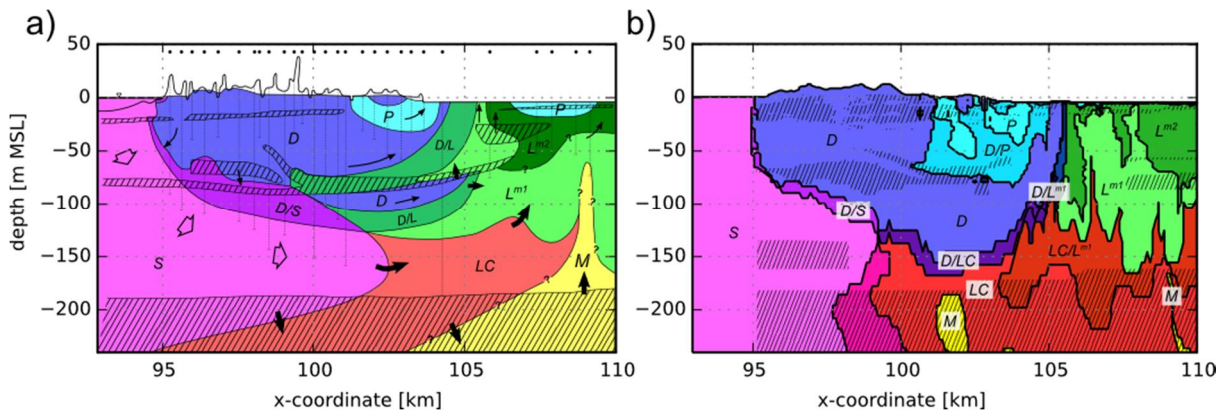 a)
b)
50
0
−50
−100
−150
−200
depth [m MSL]
95
100
105
110
x-coordinate [km]
D
P
D/L
L^m2
D
L^m1
D/S
D/L
S
LC
M
?
?
?
?
?
?
?
?
50
0
−50
−100
−150
−200
95
100
105
110
x-coordinate [km]
D
P
D/P
L^m2
L^m1
D/L^m1
D/S
D
S
D/LC
LC/L^m1
LC
M
M